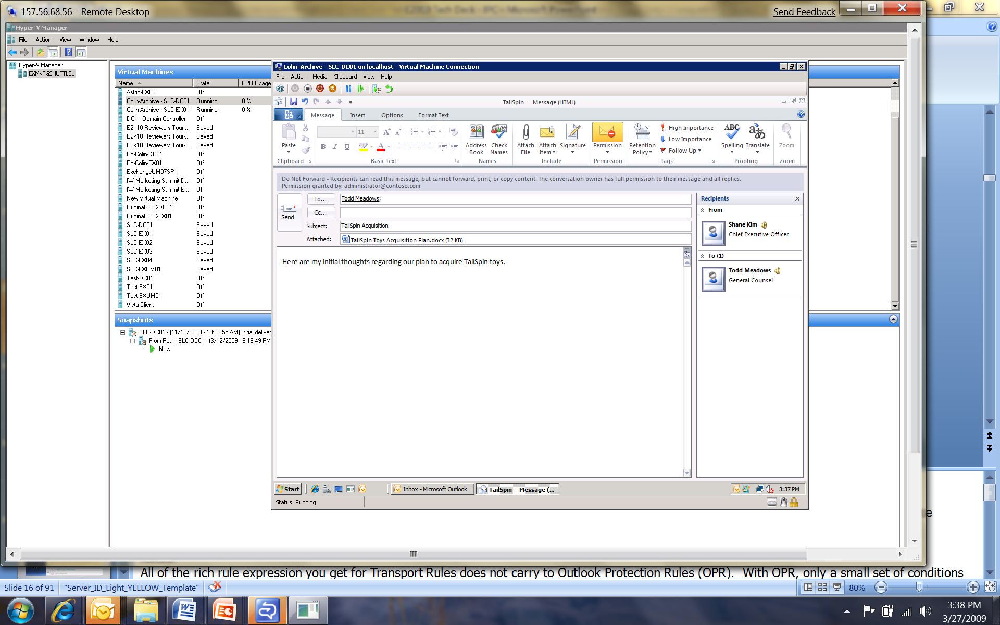 157.56.68.56 - Remote Desktop
Send Feedback
Hyper-V Manager
File Action View Window Help
Hyper-V Manager
EXMKTGSHUTTLE1
Virtual Machines
Name State CPU Usage
Astrid-EX02 Off
Colin-Archive - SLC-DC01 Running 0 %
Colin-Archive - SLC-EX01 Running 0 %
DC1 - Domain Controller Off
E2k10 Reviewers Tour-... Saved
E2k10 Reviewers Tour-... Saved
E2k10 Reviewers Tour-... Saved
Ed-Colin-DC01 Off
Ed-Colin-EX01 Off
ExchangeUM07SP1 Off
IW Marketing Summit-D... Off
IW Marketing Summit-E... Off
New Virtual Machine Off
Original SLC-DC01 Off
Original SLC-EX01 Off
SLC-DC01 Saved
SLC-EX01 Saved
SLC-EX02 Saved
SLC-EX03 Saved
SLC-EX04 Saved
SLC-EXUM01 Saved
Test-DC01 Off
Test-EX01 Off
Test-EXUM01 Off
Vista Client Off
Snapshots
SLC-DC01 - (11/18/2008 - 10:26:55 AM) initial deliver
From Paul - SLC-DC01 - (3/12/2009 - 8:18:49 PM
Now
Colin-Archive - SLC-DC01 on localhost - Virtual Machine Connection
File Action Media Clipboard View Help
TailSpin - Message (HTML)
Message Insert Options Format Text
Paste
Clipboard
11
B I U
Basic Text
Address Book
Check Names
Names
Attach File
Attach Item
Signature
Include
Permission
Permission
Retention Policy
High Importance
Low Importance
Follow Up
Tags
ABC
Spelling
Translate
Proofing
Zoom
Zoom
Do Not Forward - Recipients can read this message, but cannot forward, print, or copy content. The conversation owner has full permission to their message and all replies.
Permission granted by: administrator@contoso.com
Send
To... Todd Meadows;
Cc...
Subject: TailSpin Acquisition
Attached: TailSpin Toys Acquisition Plan.docx (32 KB)
Here are my initial thoughts regarding our plan to acquire TailSpin toys.
Recipients
From
Shane Kim
Chief Executive Officer
To (1)
Todd Meadows
General Counsel
Start Inbox - Microsoft Outlook TailSpin - Message (... 3:37 PM
Status: Running
e
All of the rich rule expression you get for Transport Rules does not carry to Outlook Protection Rules (OPR). With OPR, only a small set of conditions
Slide 16 of 91 "Server_ID_Light_YELLOW_Template" 80%
3:38 PM
3/27/2009